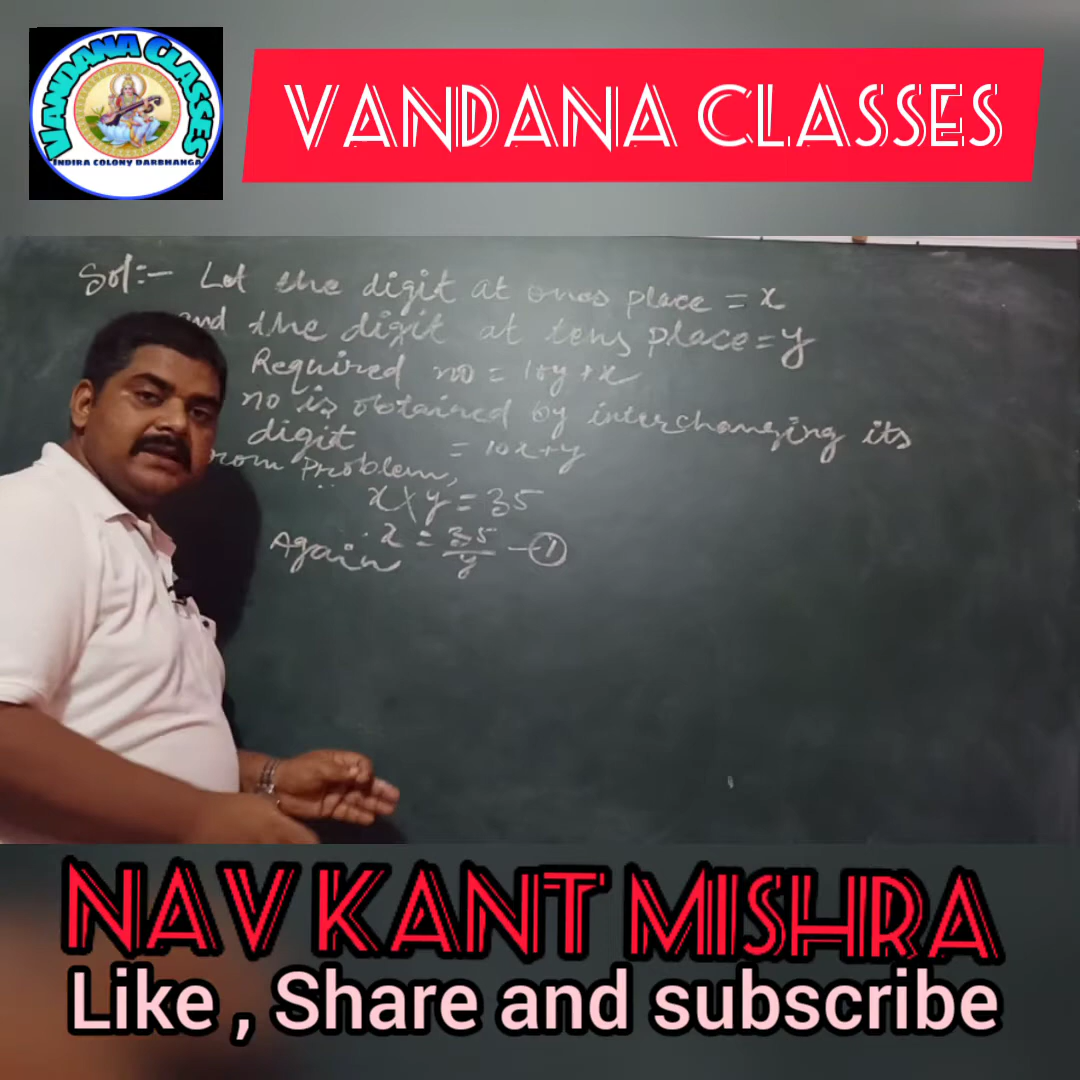 VANDANA CLASSES
INDIRA COLONY DARBHANGA
VANDANA CLASSES
Sol:- Let the digit at ones place = x
and the digit at tens place = y
Required no = 10y + x
no is obtained by interchanging its
digit = 10x + y
rom problem,
x × y = 35
x = 35/y - ①
Again
NAV KANT MISHRA
Like , Share and subscribe